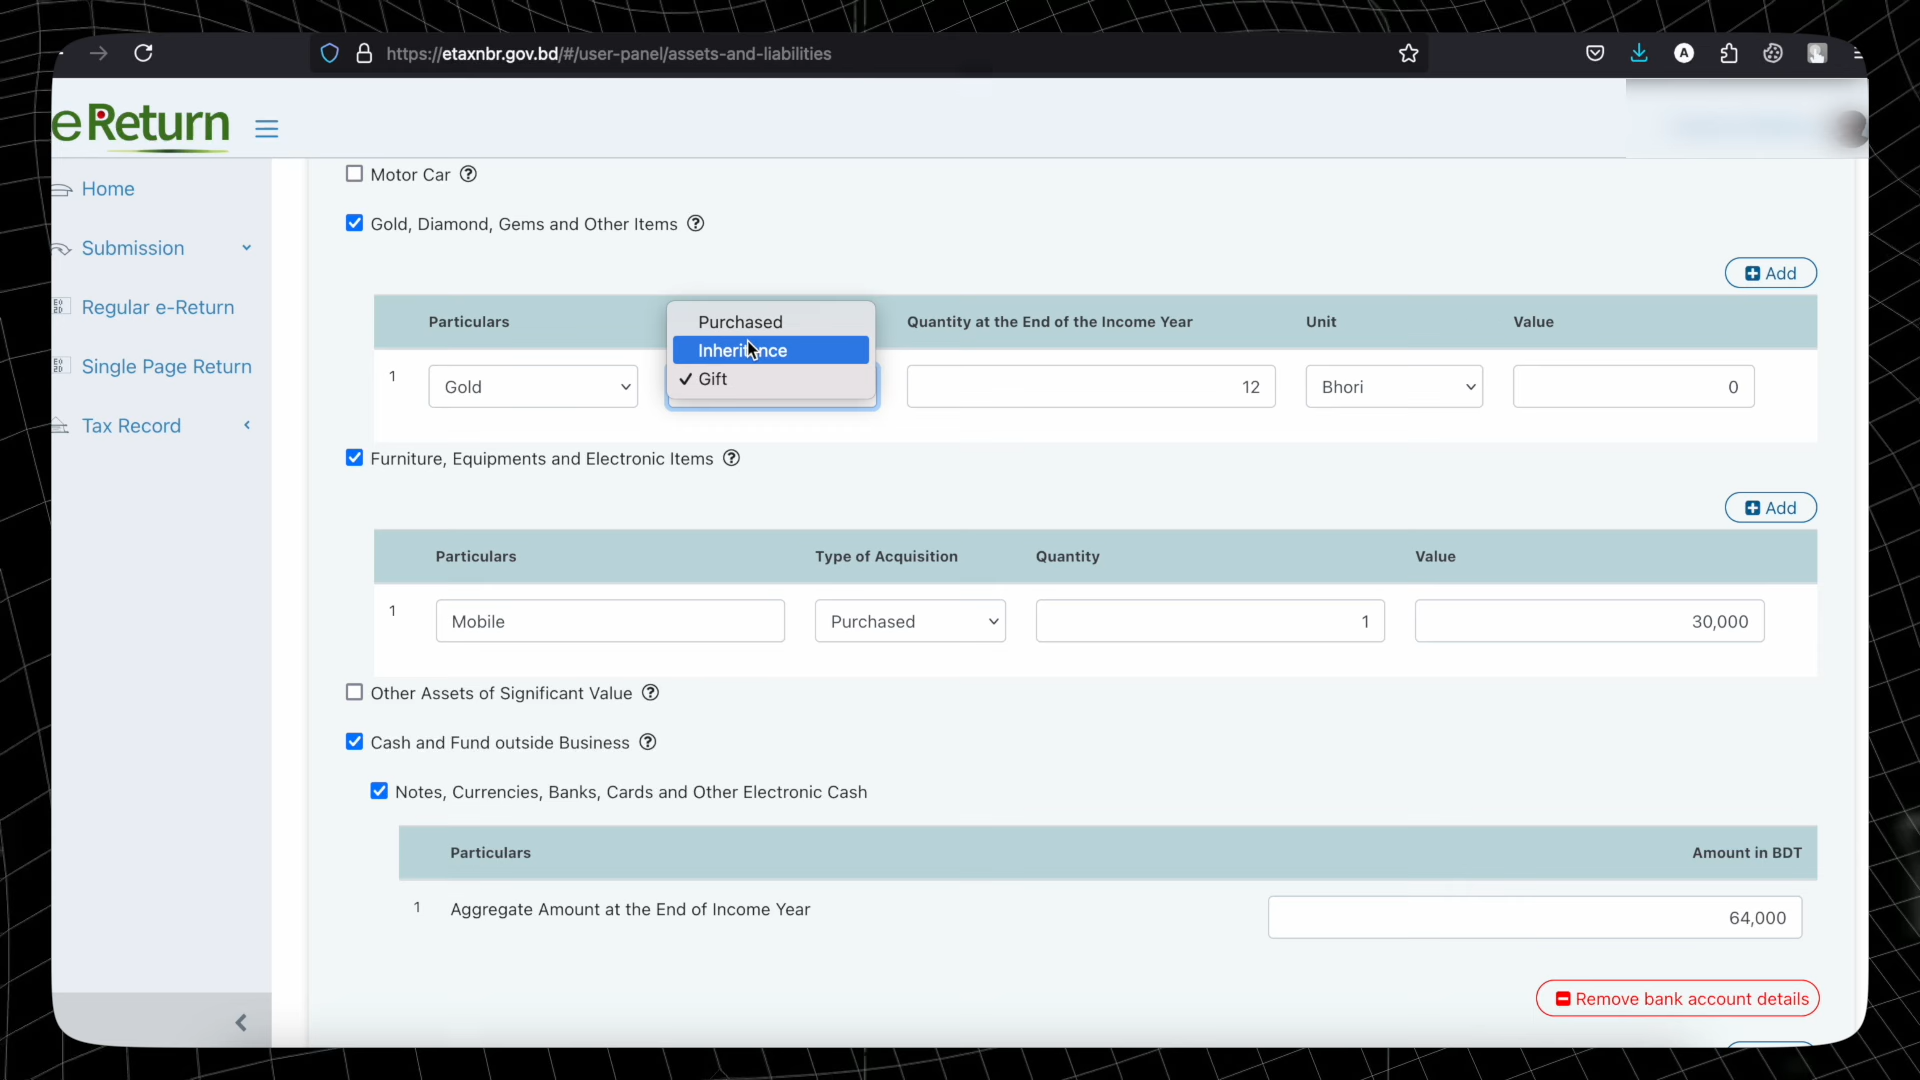 https://etaxnbr.gov.bd/#/user-panel/assets-and-liabilities
A
eReturn
Home
Submission
Regular e-Return
Single Page Return
Tax Record
Motor Car ?
Gold, Diamond, Gems and Other Items ?
Add
Particulars
Purchased
Inheritance
Gift
Quantity at the End of the Income Year
Unit
Value
1
Gold
12
Bhori
0
Furniture, Equipments and Electronic Items ?
Add
Particulars
Type of Acquisition
Quantity
Value
1
Mobile
Purchased
1
30,000
Other Assets of Significant Value ?
Cash and Fund outside Business ?
Notes, Currencies, Banks, Cards and Other Electronic Cash
Particulars
Amount in BDT
1
Aggregate Amount at the End of Income Year
64,000
Remove bank account details